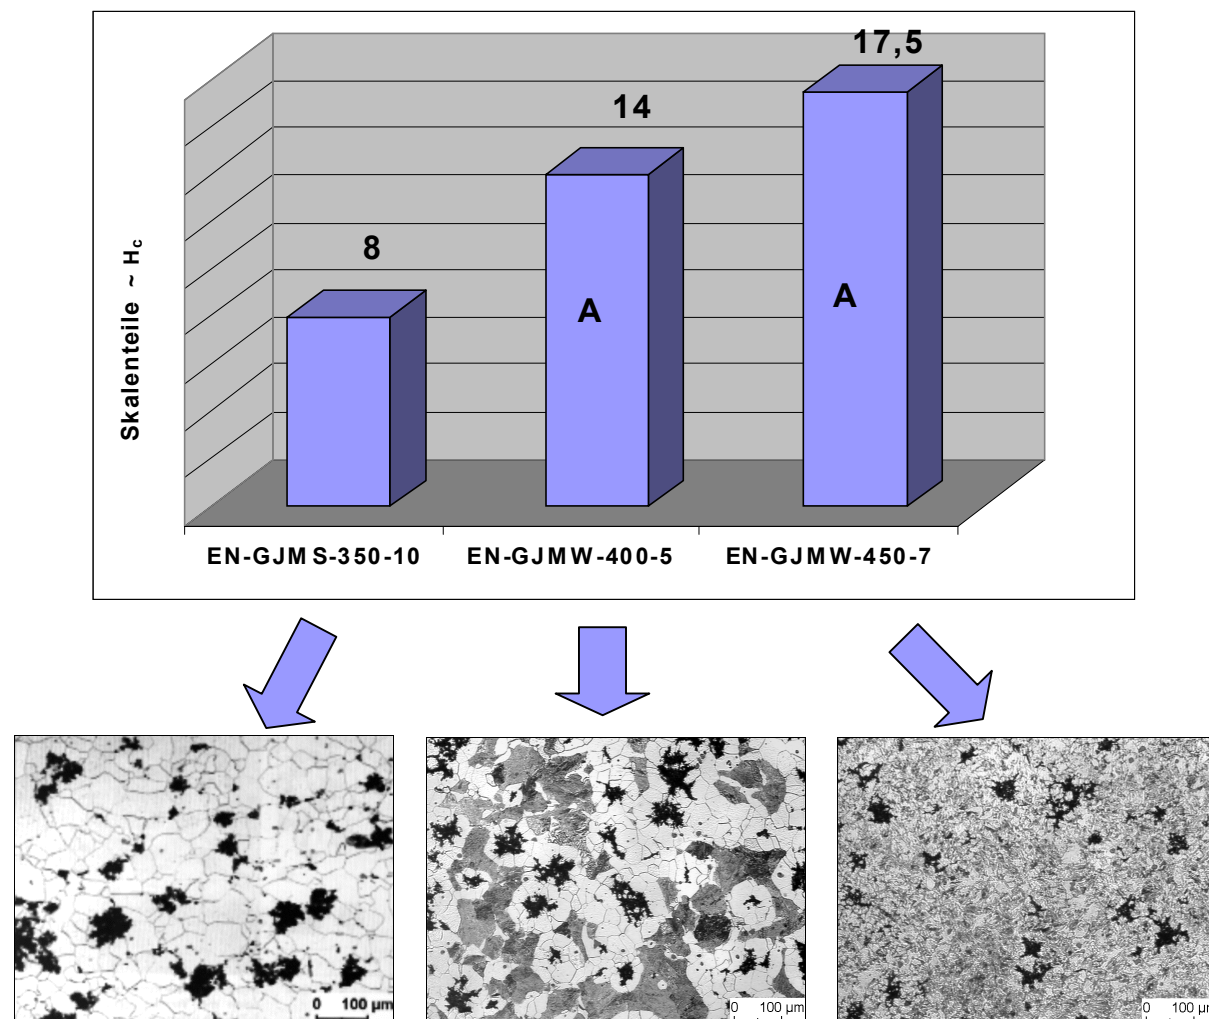 17,5
14
8
A
A
Skalenteile ~ Hc
EN-GJMS-350-10 EN-GJMW-400-5 EN-GJMW-450-7
0 100 µm
0 100 µm
0 100 µm